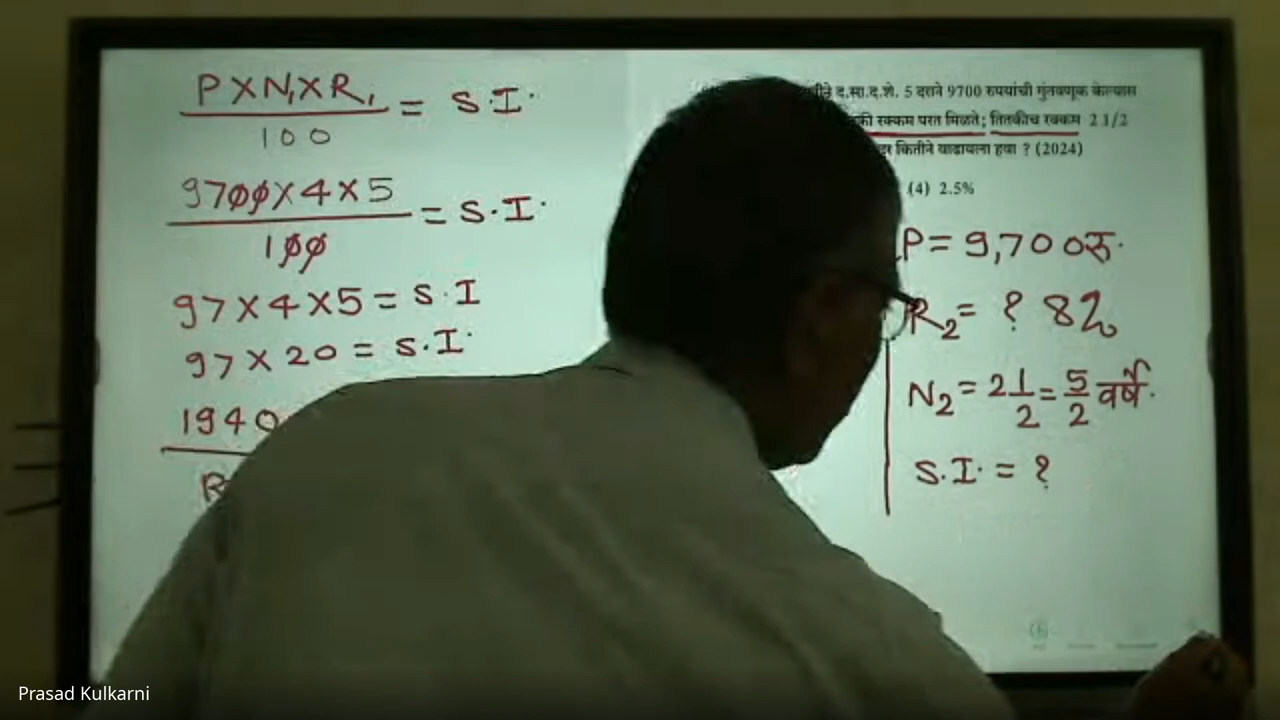 P X N₁ X R₁ = S.I.
100
9700 X 4 X 5 = S.I.
100
97 X 4 X 5 = S.I
97 X 20 = S.I.
1940
R
द.सा.द.शे. 5 दराने 9700 रुपयांची गुंतवणूक केल्यास
रक्कम परत मिळते; तितकीच रक्कम 2 1/2
कितीने वाढायला हवा ? (2024)
(4) 2.5%
P = 9,700रु.
R₂ = ? 8%
N₂ = 2 1/2 = 5/2 वर्षे.
S.I. = ?
Prasad Kulkarni